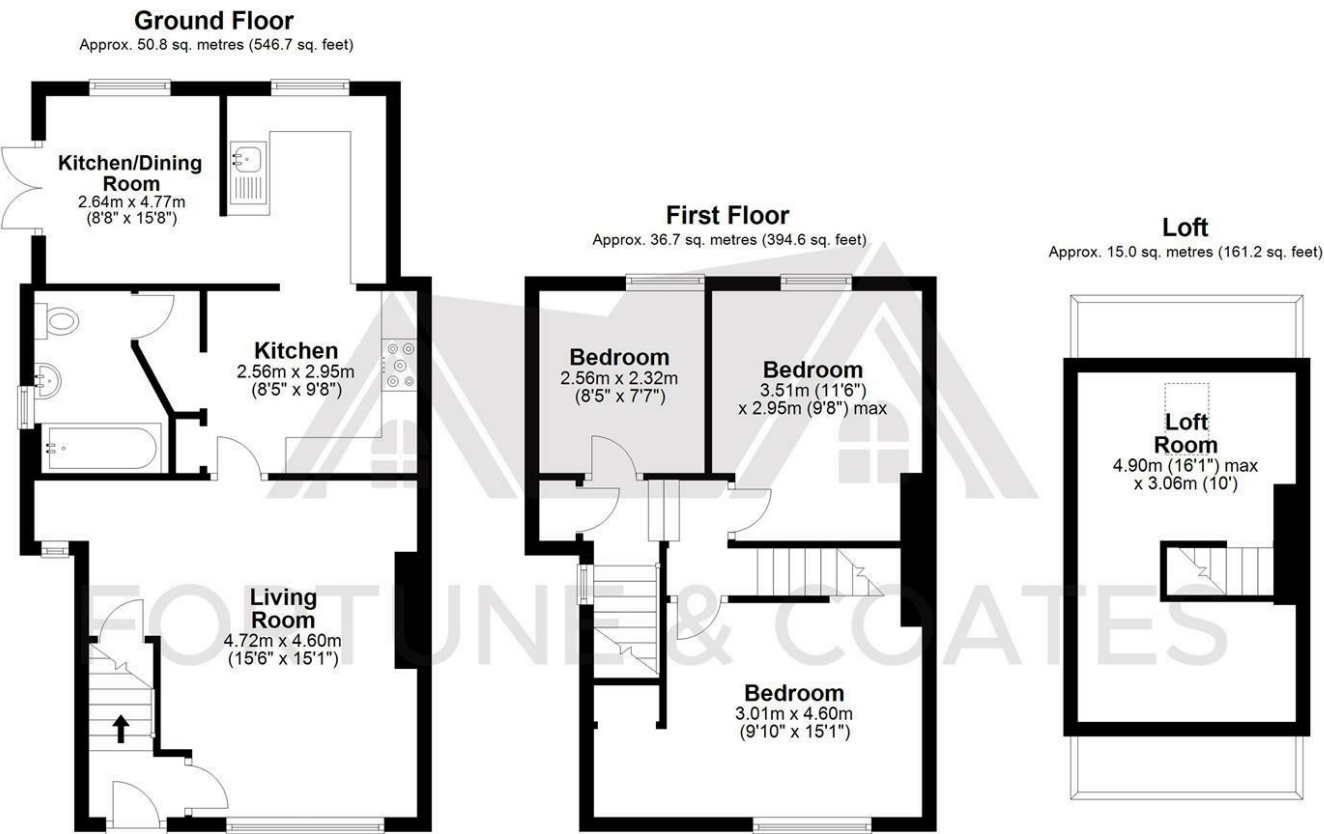 Ground Floor
Approx. 50.8 sq. metres (546.7 sq. feet)
Kitchen/Dining
Room
2.64m x 4.77m
(8'8" x 15'8")
Kitchen
2.56m x 2.95m
(8'5" x 9'8")
Living
Room
4.72m x 4.60m
(15'6" x 15'1")
First Floor
Approx. 36.7 sq. metres (394.6 sq. feet)
Bedroom
2.56m x 2.32m
(8'5" x 7'7")
Bedroom
3.51m (11'6")
x 2.95m (9'8") max
Bedroom
3.01m x 4.60m
(9'10" x 15'1")
Loft
Approx. 15.0 sq. metres (161.2 sq. feet)
Loft
Room
4.90m (16'1") max
x 3.06m (10')
FORTUNE & COATES